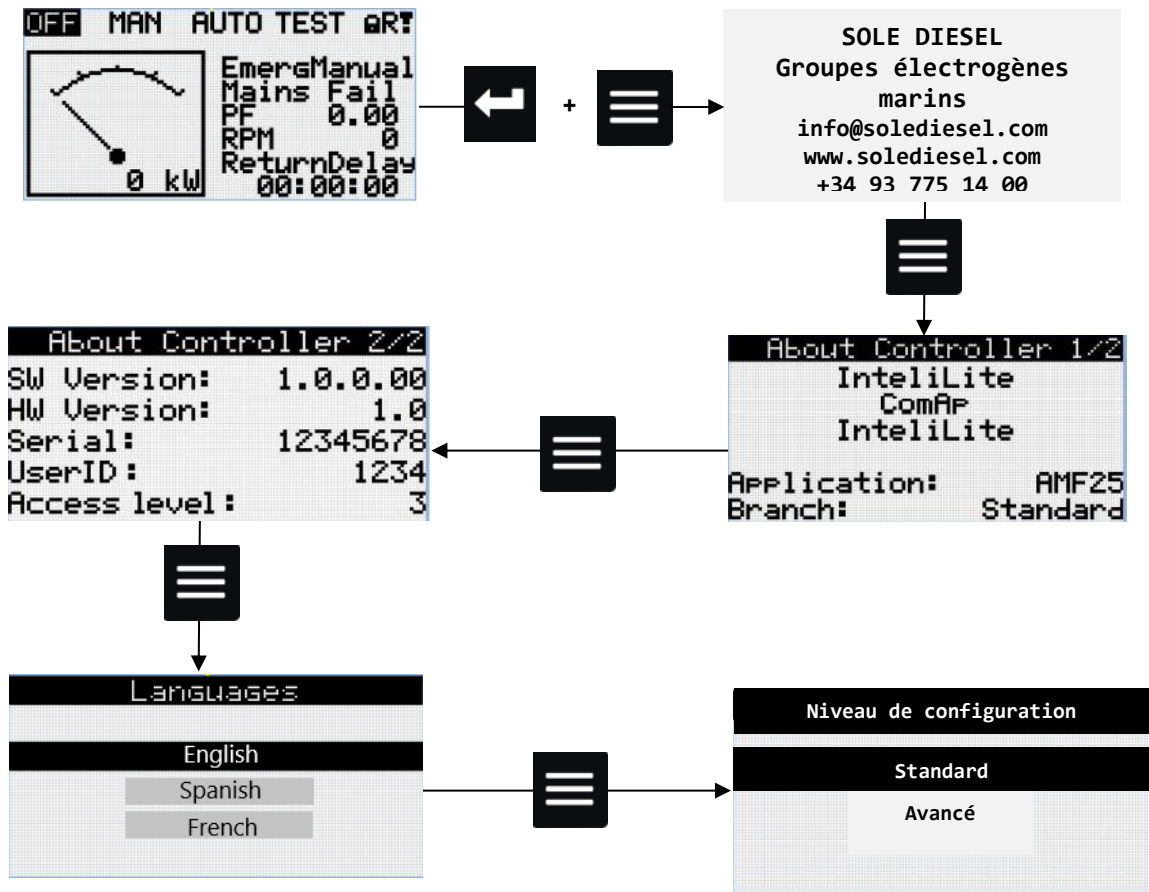 OFF MAN AUTO TEST R!
EmergManual
Mains Fail
PF 0.00
RPM 0
ReturnDelay
00:00:00
0 kW
+
SOLE DIESEL
Groupes électrogènes
marins
info@solediesel.com
www.solediesel.com
+34 93 775 14 00
About Controller 1/2
InteliLite
ComAp
InteliLite
Application: AMF25
Branch: Standard
About Controller 2/2
SW Version: 1.0.0.00
HW Version: 1.0
Serial: 12345678
UserID: 1234
Access level: 3
Languages
English
Spanish
French
Niveau de configuration
Standard
Avancé